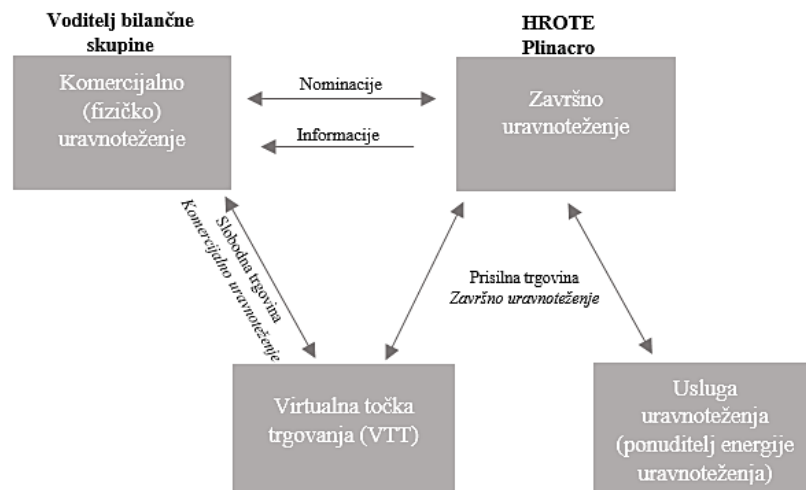 Voditelj bilančne
skupine
Komercijalno
(fizičko)
uravnoteženje
Nominacije
Informacije
HROTE
Plinacro
Završno
uravnoteženje
Slobodna trgovina
Komercijalno uravnoteženje
Prisilna trgovina
Završno uravnoteženje
Virtualna točka
trgovanja (VTT)
Usluga
uravnoteženja
(ponuditelj energije
uravnoteženja)